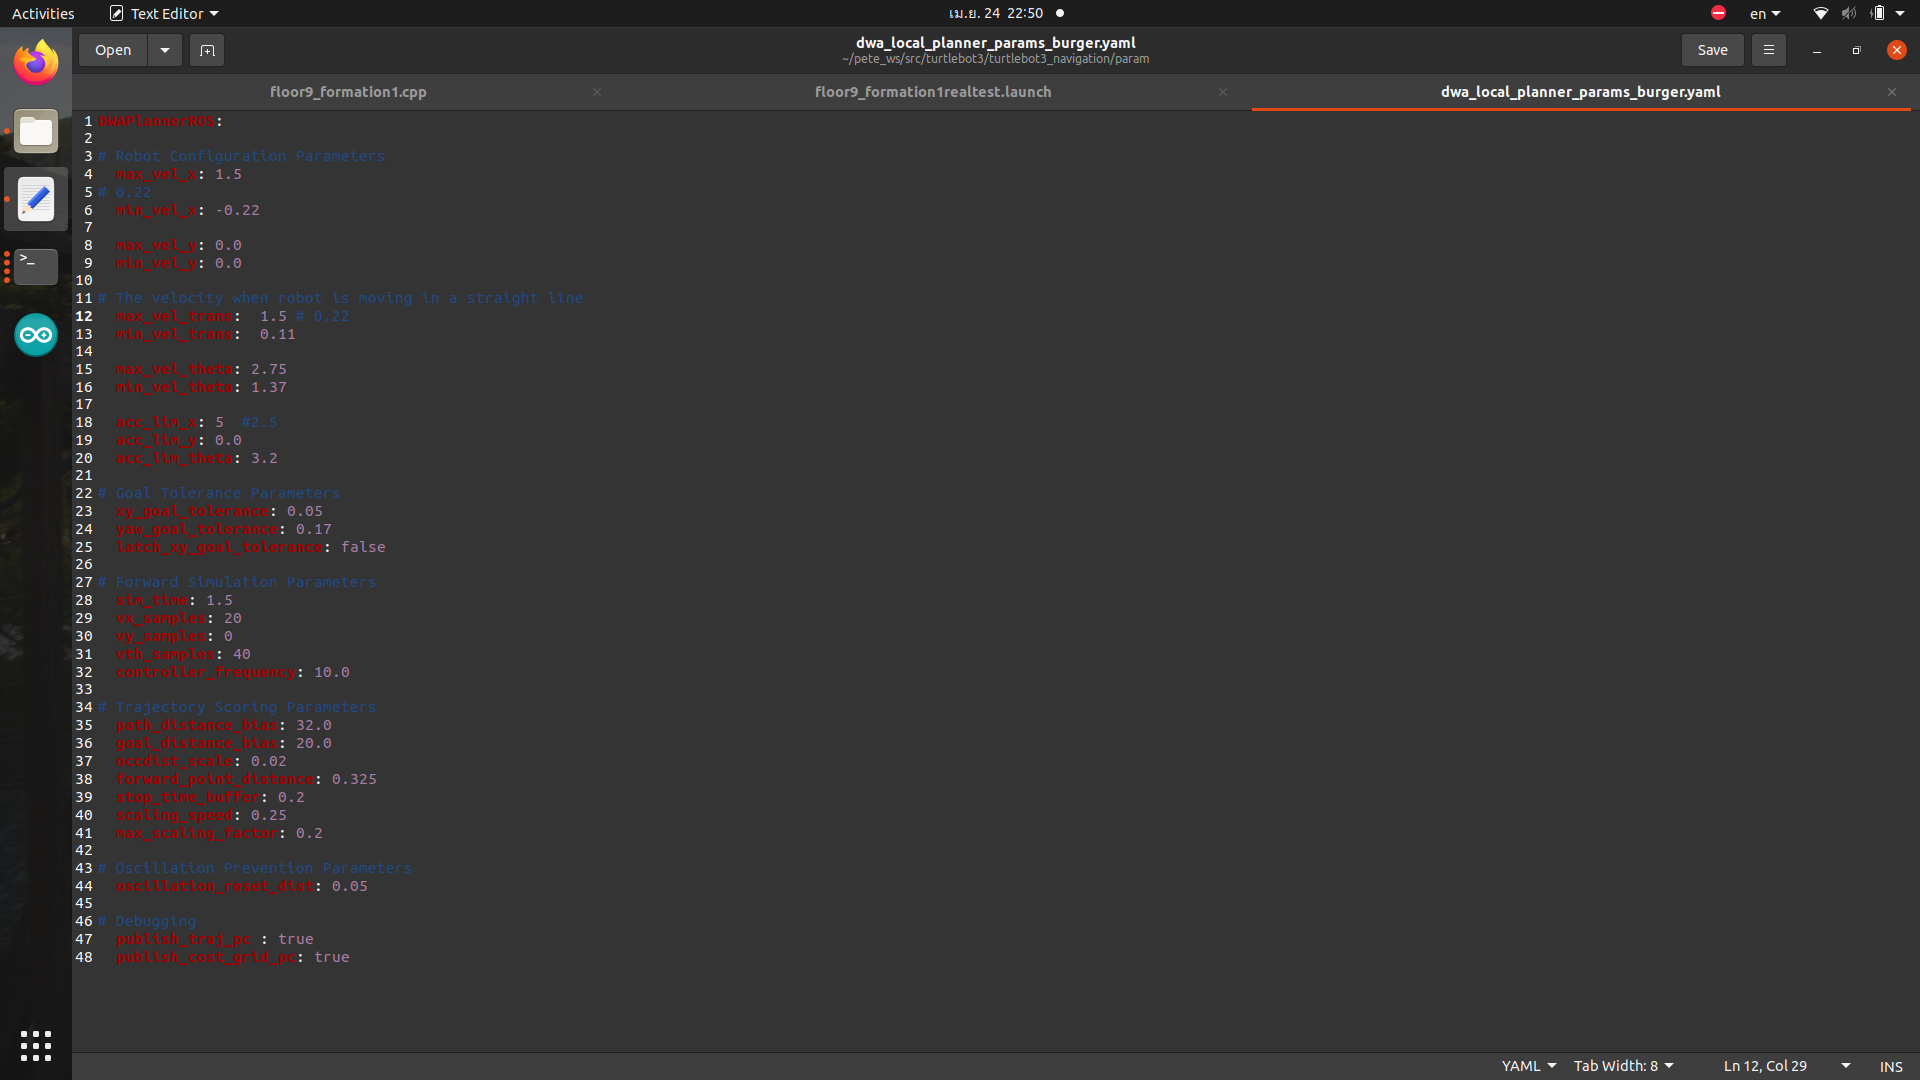 Activities Text Editor เม.ย. 24 22:50 en
Open dwa_local_planner_params_burger.yaml Save
~/pete_ws/src/turtlebot3/turtlebot3_navigation/param
floor9_formation1.cpp floor9_formation1realtest.launch dwa_local_planner_params_burger.yaml
1 DWAPlannerROS:
2
3 # Robot Configuration Parameters
4 max_vel_x: 1.5
5 # 0.22
6 min_vel_x: -0.22
7
8 max_vel_y: 0.0
9 min_vel_y: 0.0
10
11 # The velocity when robot is moving in a straight line
12 max_vel_trans: 1.5 # 0.22
13 min_vel_trans: 0.11
14
15 max_vel_theta: 2.75
16 min_vel_theta: 1.37
17
18 acc_lim_x: 5 #2.5
19 acc_lim_y: 0.0
20 acc_lim_theta: 3.2
21
22 # Goal Tolerance Parameters
23 xy_goal_tolerance: 0.05
24 yaw_goal_tolerance: 0.17
25 latch_xy_goal_tolerance: false
26
27 # Forward Simulation Parameters
28 sim_time: 1.5
29 vx_samples: 20
30 vy_samples: 0
31 vth_samples: 40
32 controller_frequency: 10.0
33
34 # Trajectory Scoring Parameters
35 path_distance_bias: 32.0
36 goal_distance_bias: 20.0
37 occdist_scale: 0.02
38 forward_point_distance: 0.325
39 stop_time_buffer: 0.2
40 scaling_speed: 0.25
41 max_scaling_factor: 0.2
42
43 # Oscillation Prevention Parameters
44 oscillation_reset_dist: 0.05
45
46 # Debugging
47 publish_traj_pc : true
48 publish_cost_grid_pc: true
YAML Tab Width: 8 Ln 12, Col 29 INS